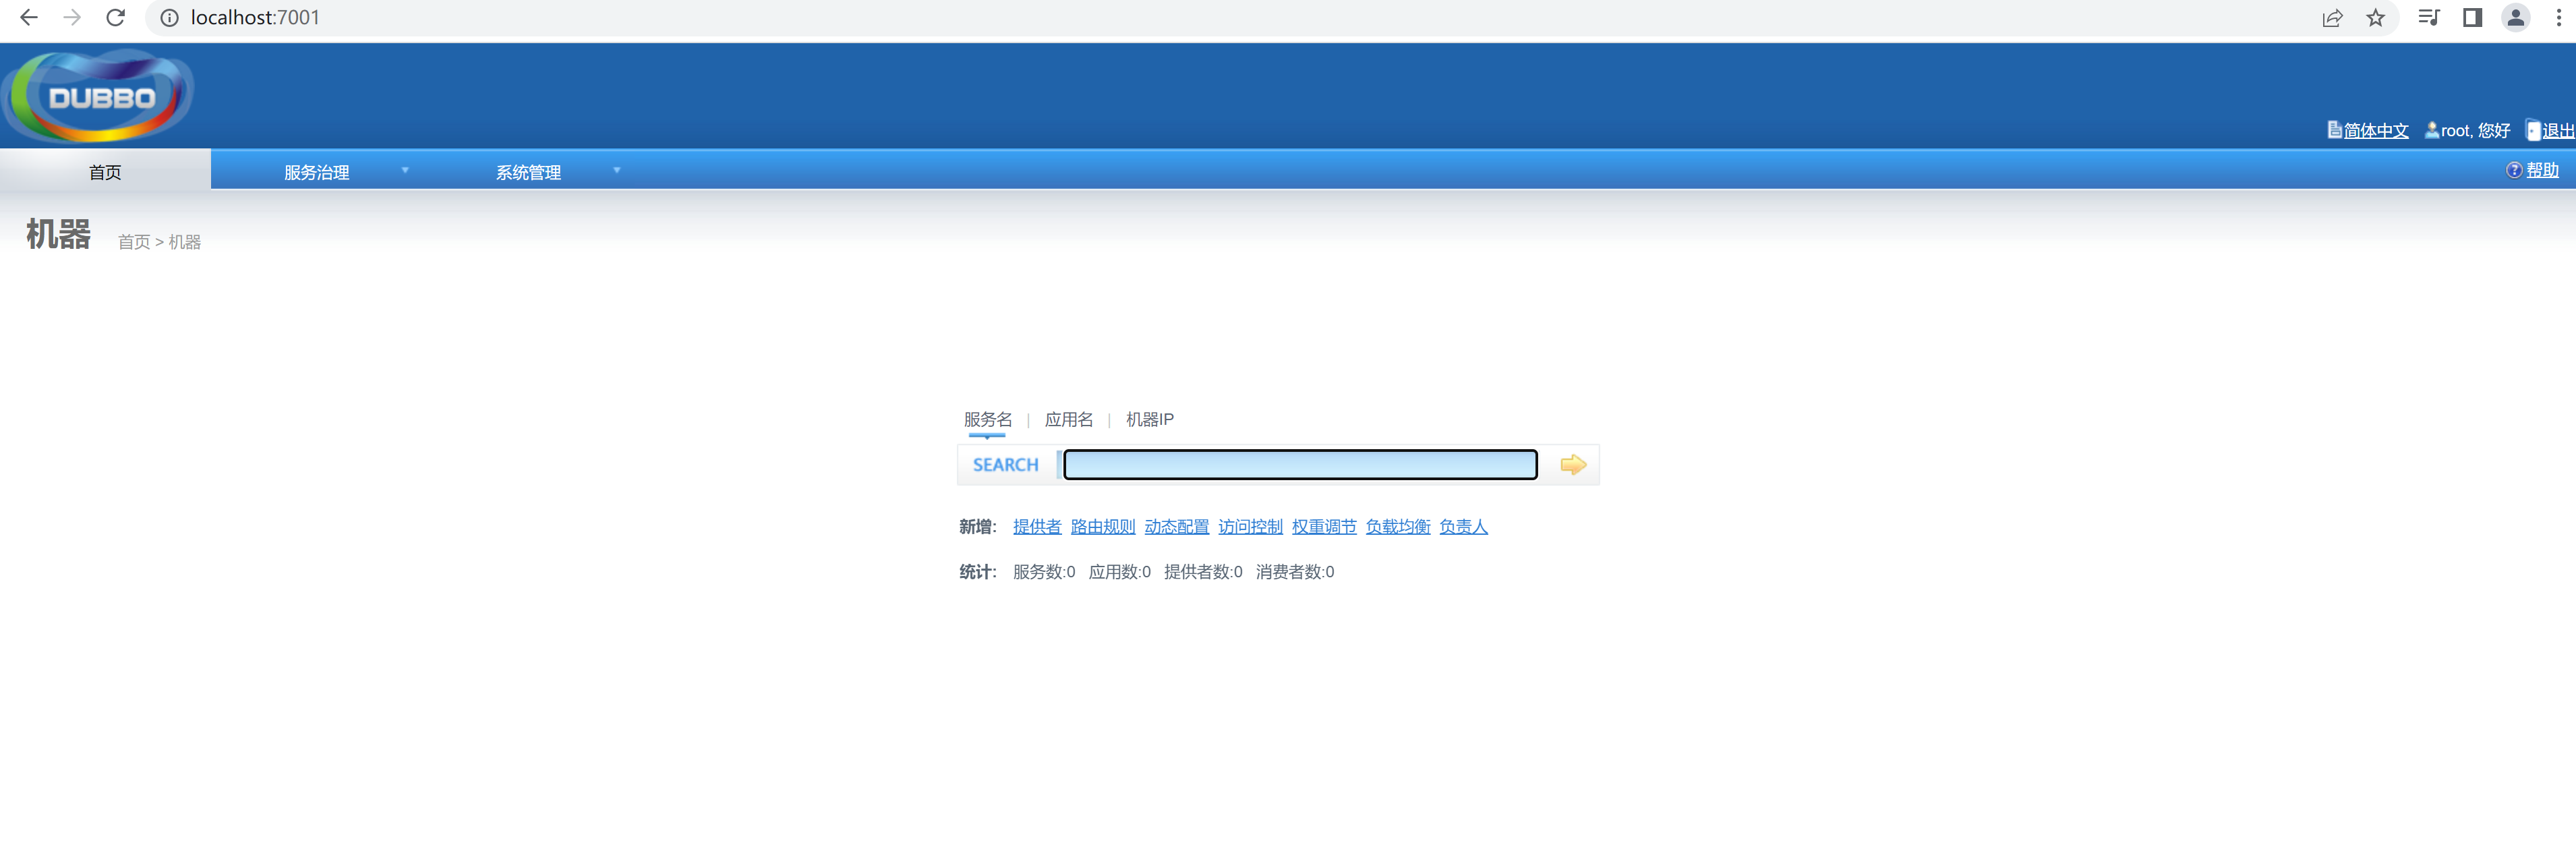 localhost:7001
DUBBO
简体中文 root, 您好 退出
首页 服务治理 系统管理 ? 帮助
机器 首页 > 机器
服务名 | 应用名 | 机器IP
SEARCH
新增: 提供者 路由规则 动态配置 访问控制 权重调节 负载均衡 负责人
统计: 服务数:0 应用数:0 提供者数:0 消费者数:0